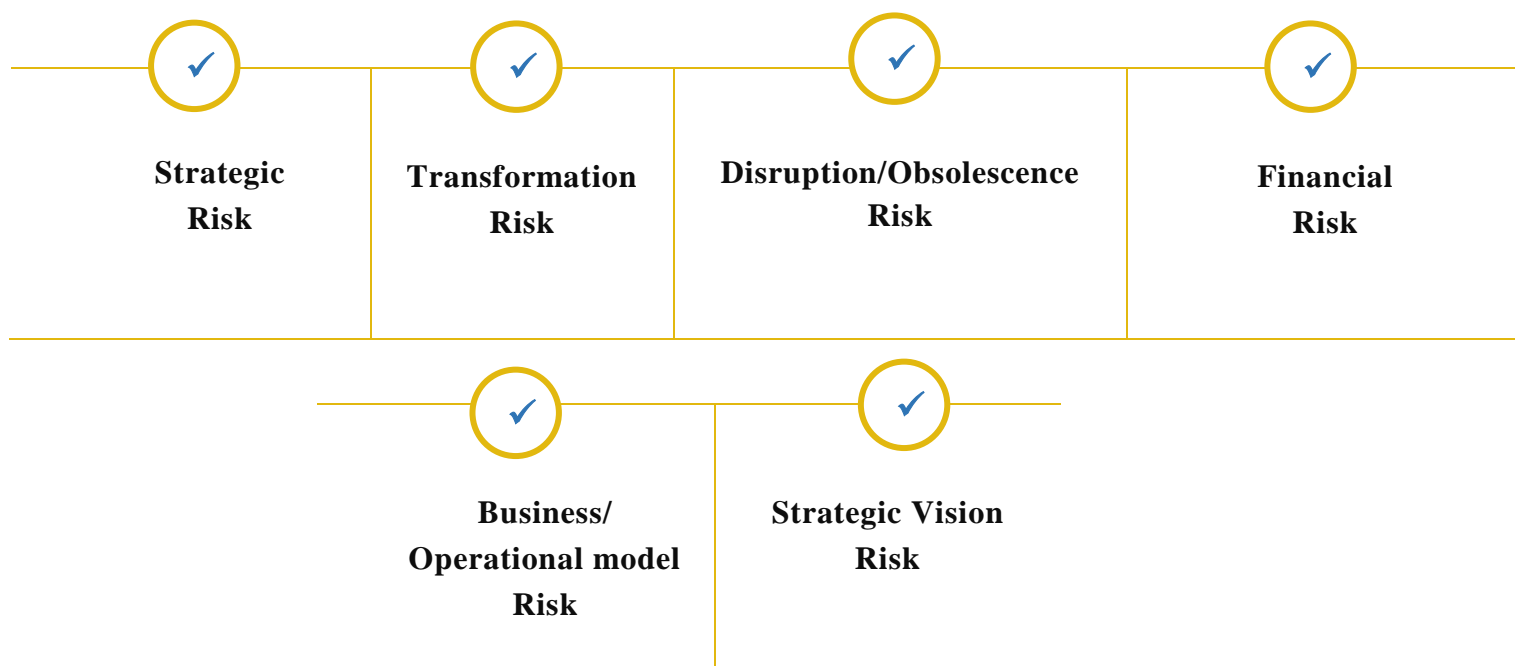 Strategic
Risk
Transformation
Risk
Disruption/Obsolescence
Risk
Financial
Risk
Business/
Operational model
Risk
Strategic Vision
Risk